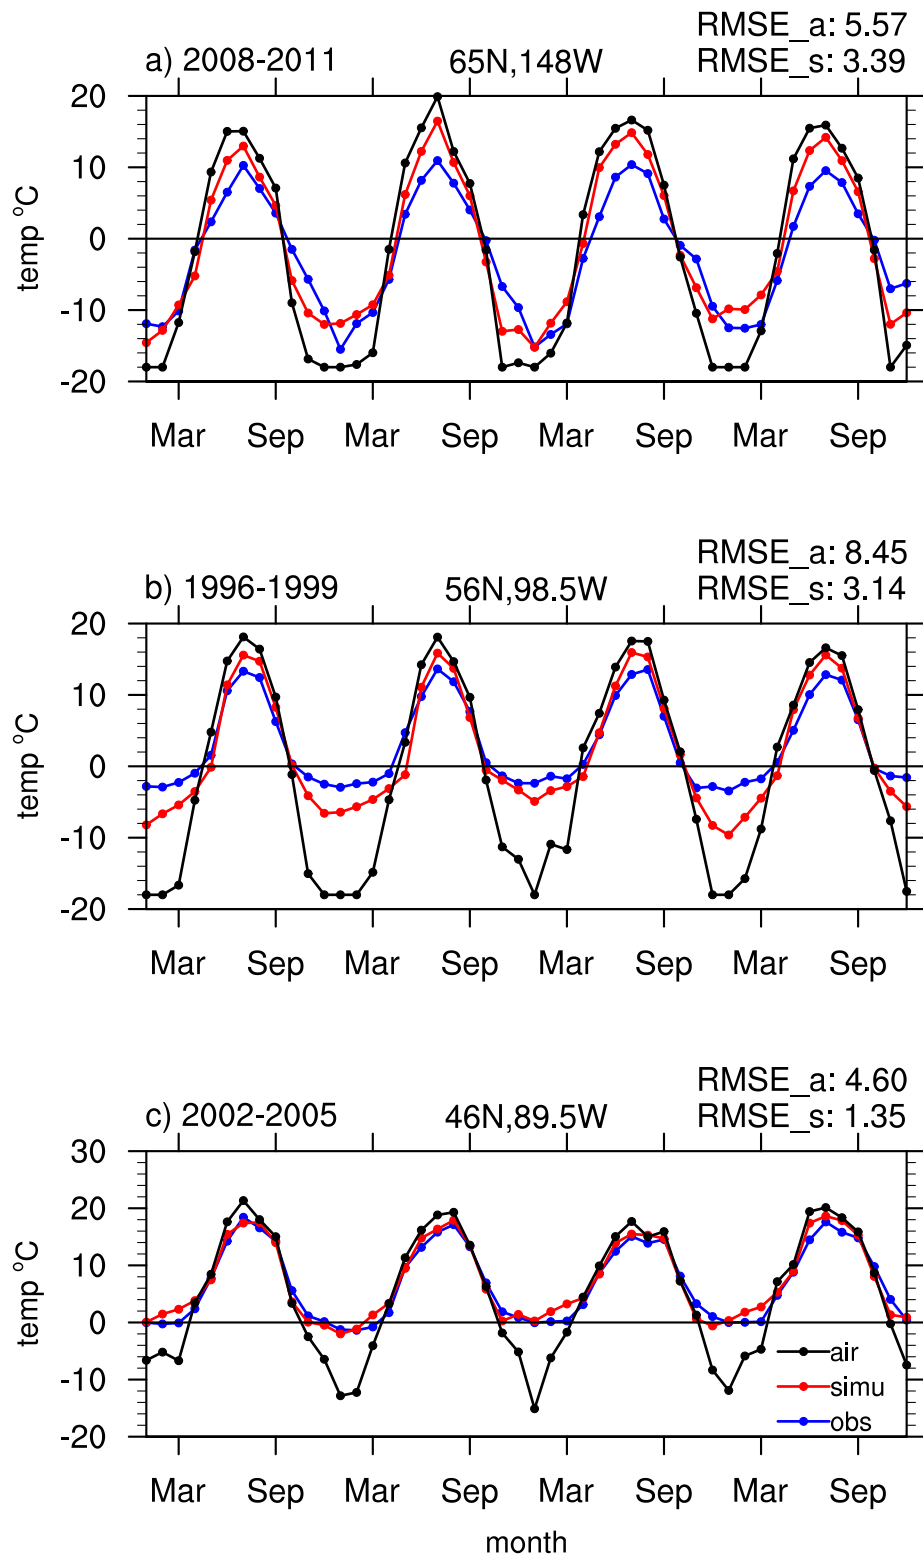 RMSE_a: 5.57
a) 2008-2011 65N,148W RMSE_s: 3.39
20
10
0
-10
-20
temp °C
Mar Sep Mar Sep Mar Sep Mar Sep
RMSE_a: 8.45
b) 1996-1999 56N,98.5W RMSE_s: 3.14
20
10
0
-10
-20
temp °C
Mar Sep Mar Sep Mar Sep Mar Sep
RMSE_a: 4.60
c) 2002-2005 46N,89.5W RMSE_s: 1.35
30
20
10
0
-10
-20
temp °C
air
simu
obs
Mar Sep Mar Sep Mar Sep Mar Sep
month